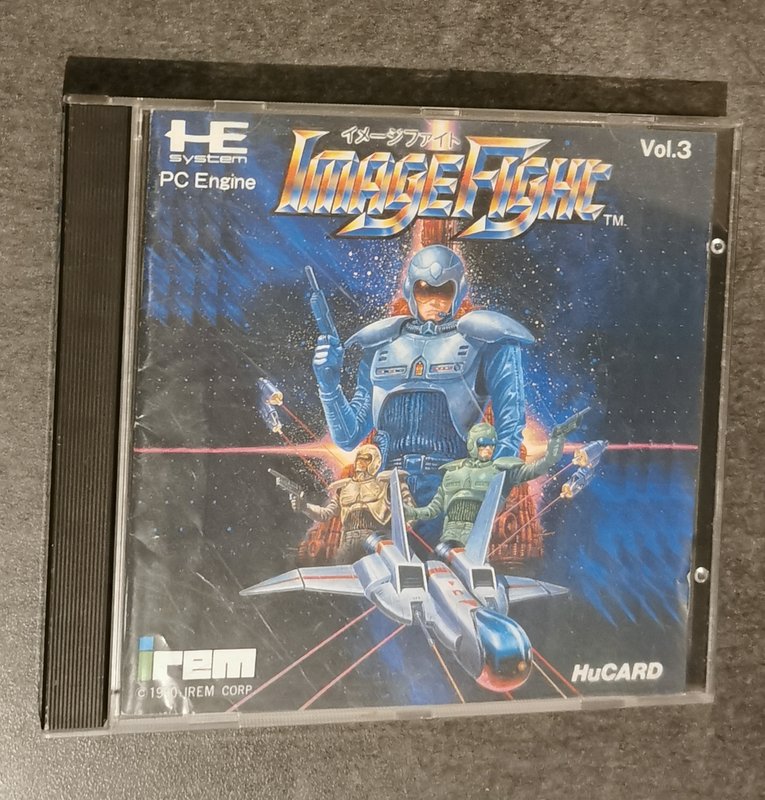 HE
system
PC Engine
イメージファイト
IMAGE FIGHT
TM
Vol.3
irem
© 1990 IREM CORP
HuCARD